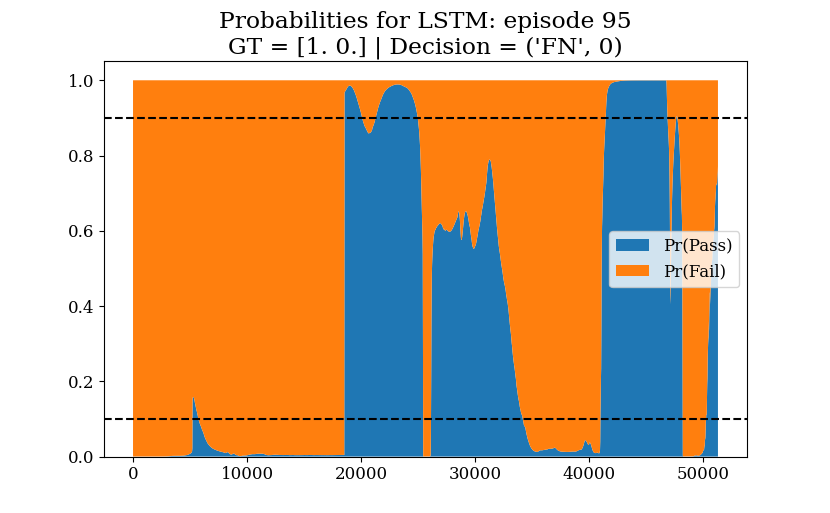 Probabilities for LSTM: episode 95
GT = [1. 0.] | Decision = ('FN', 0)
1.0
0.8
0.6
0.4
0.2
0.0
Pr(Pass)
Pr(Fail)
0 10000 20000 30000 40000 50000